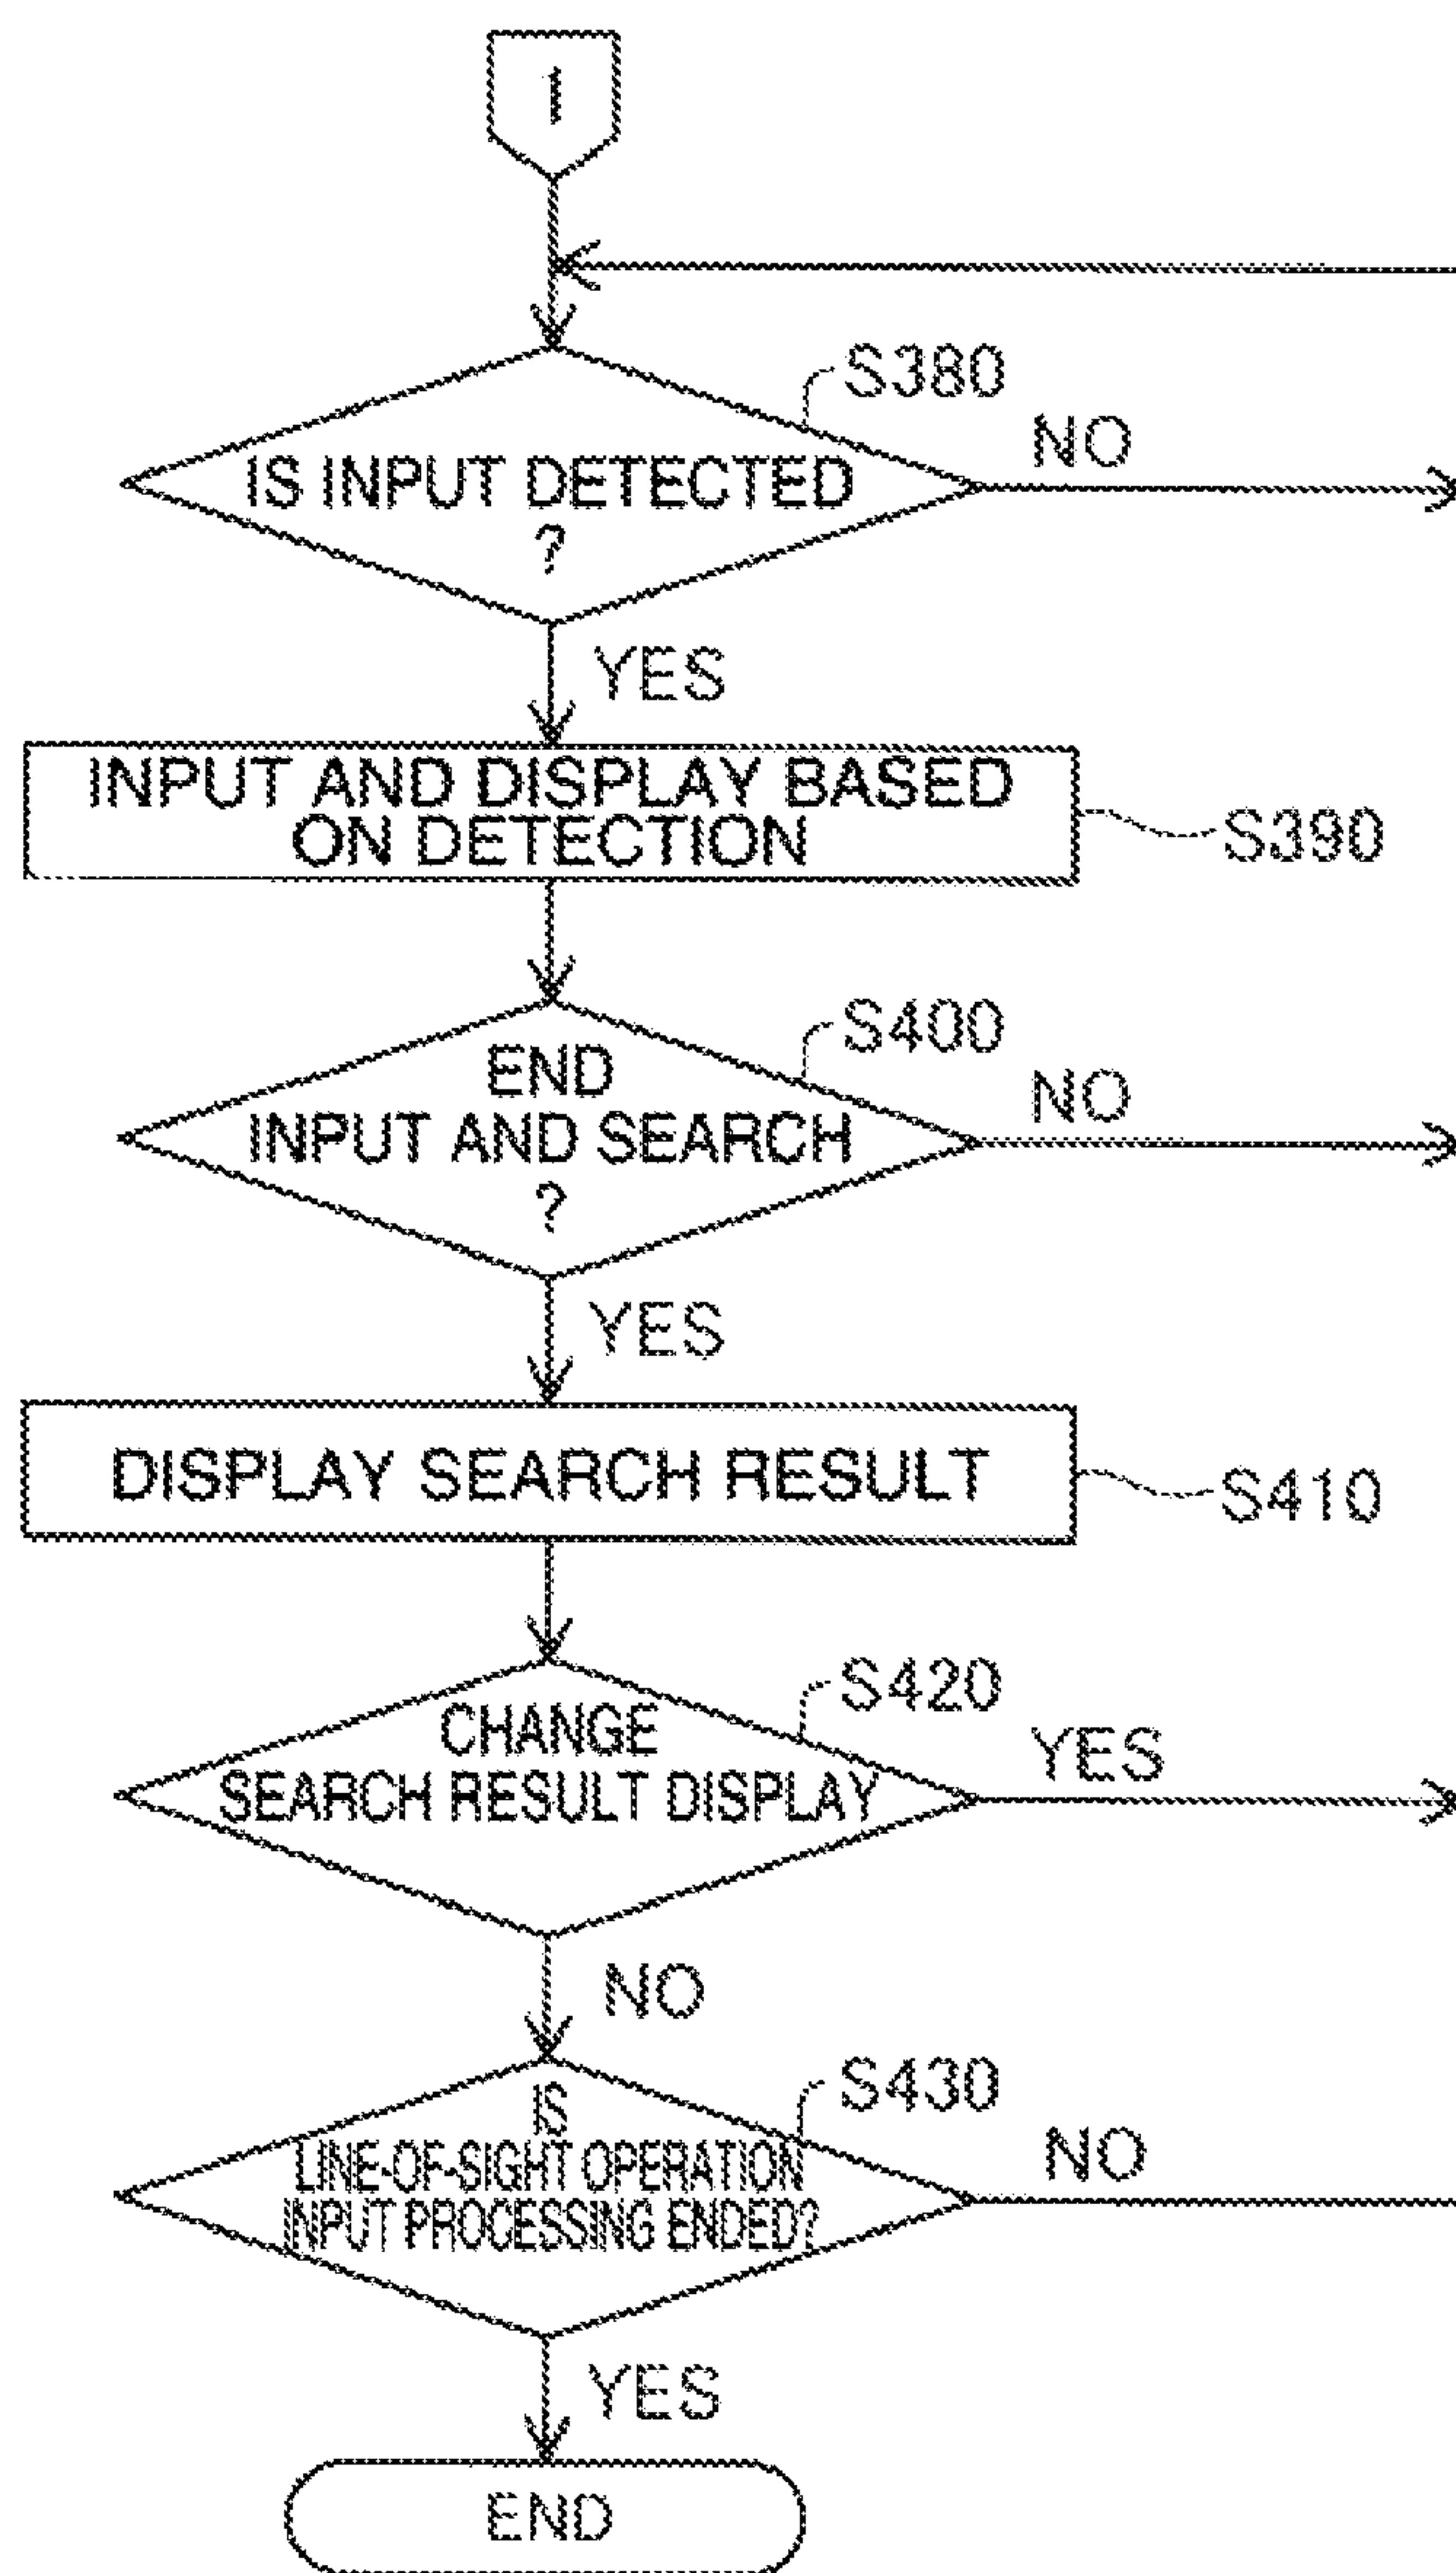 1
S380
IS INPUT DETECTED
?
NO
YES
INPUT AND DISPLAY BASED
ON DETECTION
S390
S400
END
INPUT AND SEARCH
?
NO
YES
DISPLAY SEARCH RESULT
S410
S420
CHANGE
SEARCH RESULT DISPLAY
YES
NO
S430
IS
LINE-OF-SIGHT OPERATION
INPUT PROCESSING ENDED?
NO
YES
END